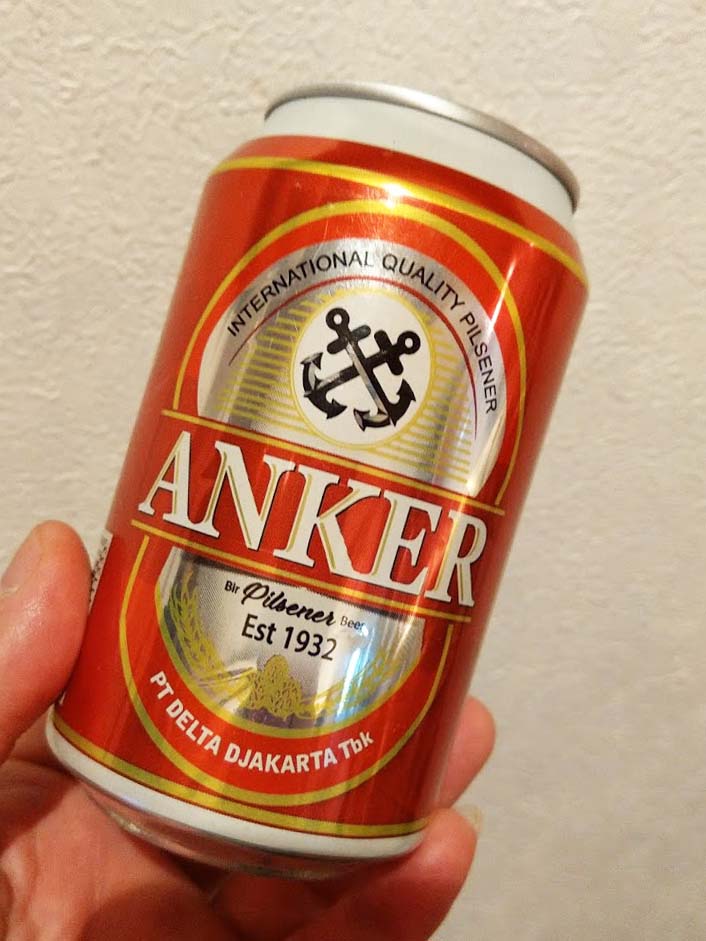 INTERNATIONAL QUALITY PILSENER
ANKER
Bir Pilsener Beer
Est 1932
PT DELTA DJAKARTA Tbk